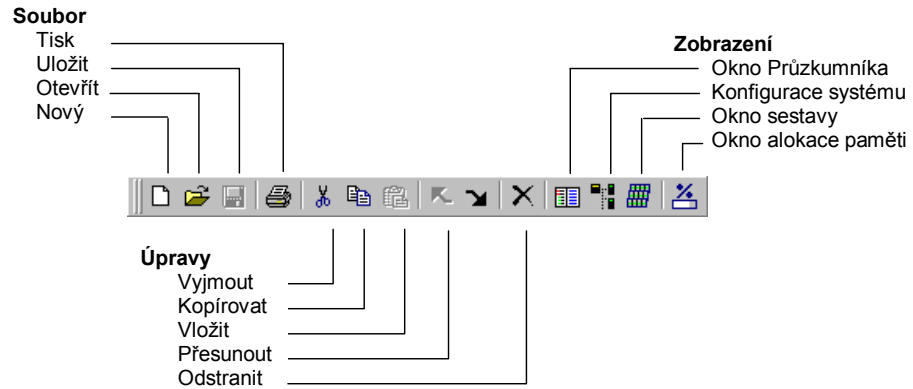 Soubor
Tisk
Uložit
Otevřít
Nový
Zobrazení
Okno Průzkumníka
Konfigurace systému
Okno sestavy
Okno alokace paměti
Úpravy
Vyjmout
Kopírovat
Vložit
Přesunout
Odstranit